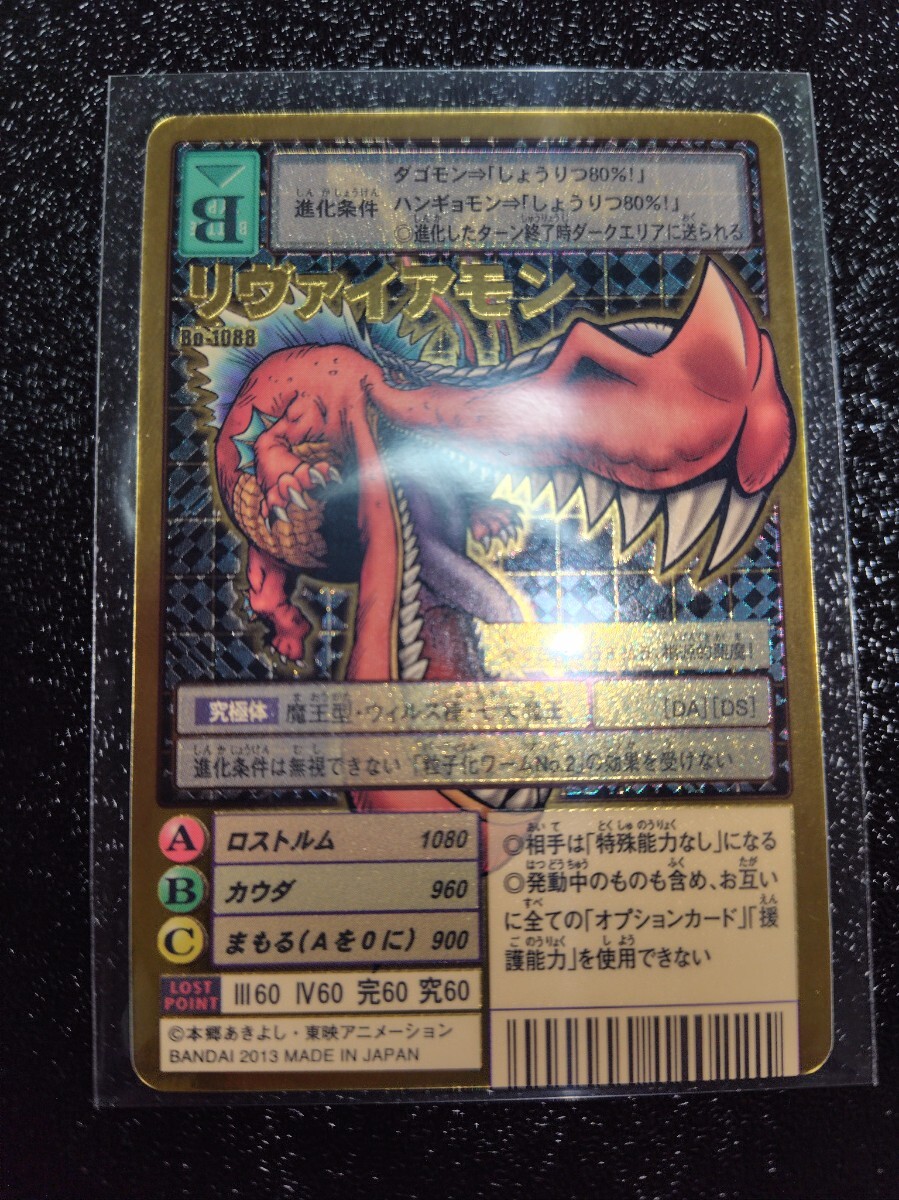 B
ダゴモン⇒「しょうりつ80%!」
進化条件 ハンギョモン⇒「しょうりつ80%!」
◎進化したターン終了時ダークエリアに送られる
リヴァイアモン
Bo-1088
根源的悪魔!
究極体 魔王型・ウィルス種・七大魔王 [DA][DS]
進化条件は無視できない 「粒子化ワームNo.2」の効果を受けない
A ロストルム 1080
B カウダ 960
C まもる(Aを0に) 900
◎相手は「特殊能力なし」になる
◎発動中のものも含め、お互い
に全ての「オプションカード」「援
護能力」を使用できない
LOST POINT Ⅲ60 Ⅳ60 完60 究60
©本郷あきよし・東映アニメーション
BANDAI 2013 MADE IN JAPAN